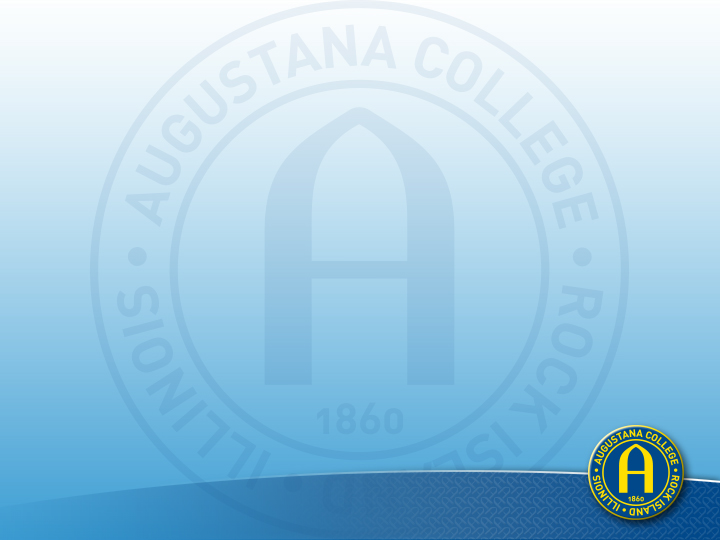 AUGUSTANA COLLEGE • ROCK ISLAND • ILLINOIS •
1860
AUGUSTANA COLLEGE • ROCK ISLAND • ILLINOIS •
1860